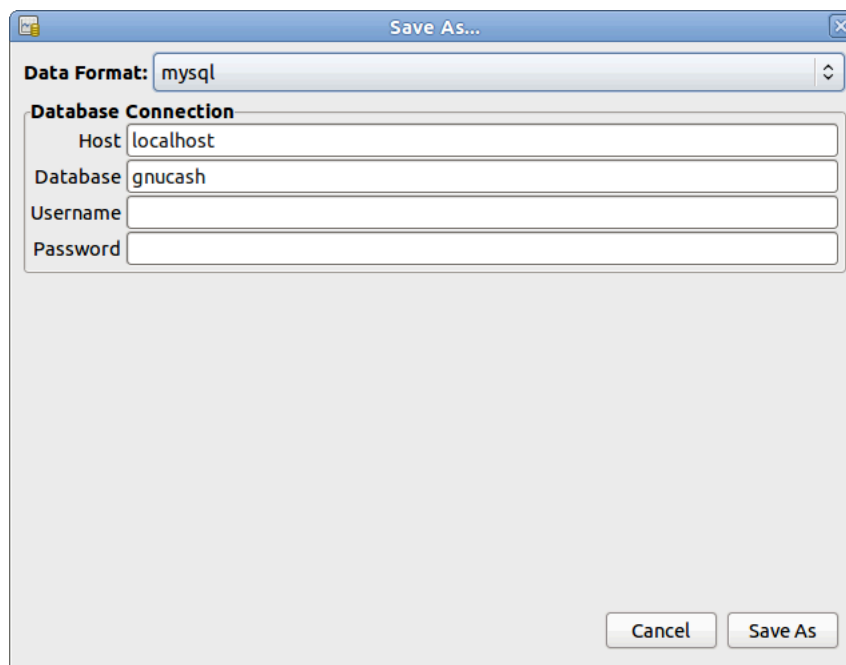 Save As...
Data Format: mysql
Database Connection
Host localhost
Database gnucash
Username
Password
Cancel Save As